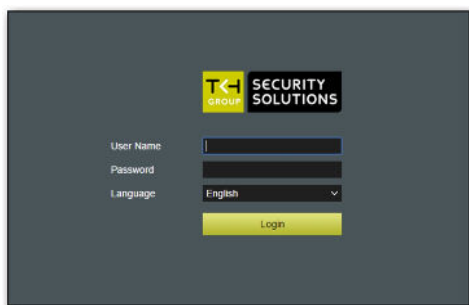 TKH GROUP
SECURITY SOLUTIONS
User Name
Password
Language
English
Login